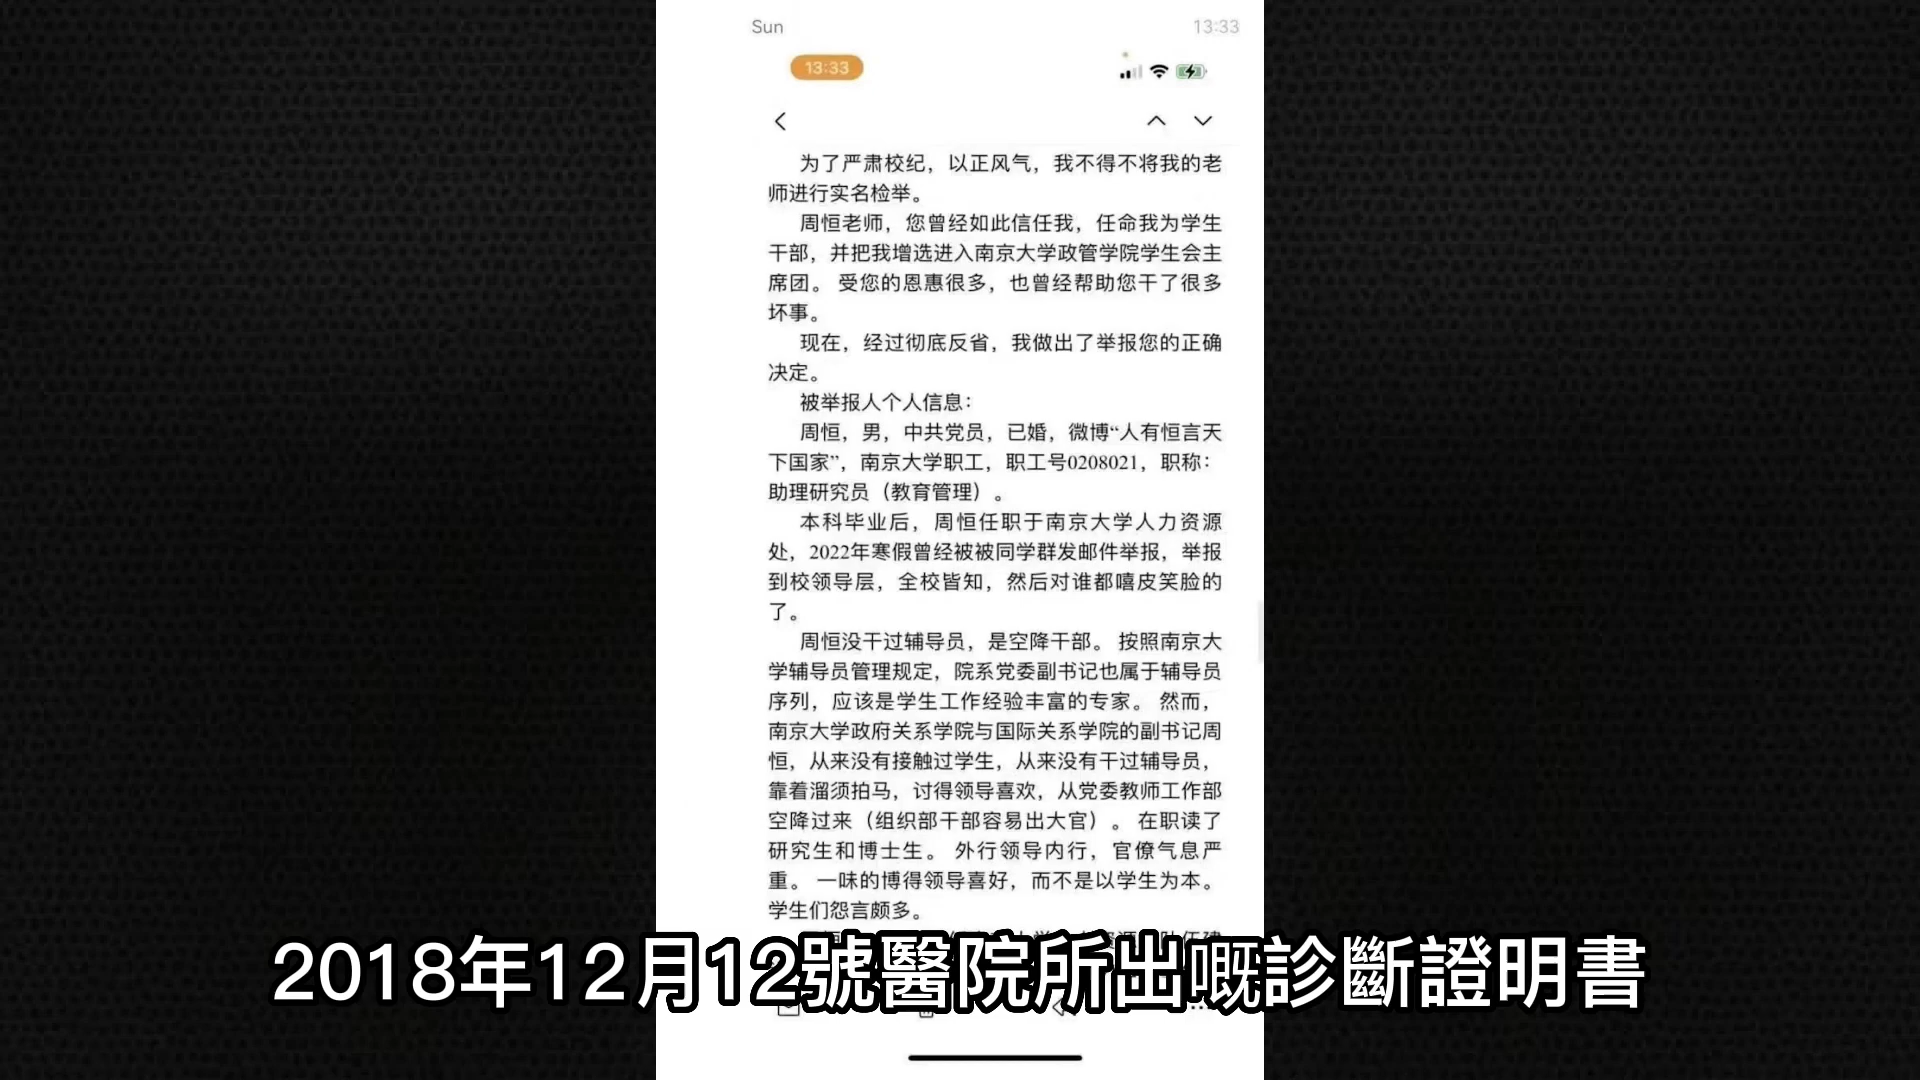 Sun 13:33
13:33
为了严肃校纪，以正风气，我不得不将我的老
师进行实名检举。
周恒老师，您曾经如此信任我，任命我为学生
干部，并把我增选进入南京大学政管学院学生会主
席团。 受您的恩惠很多，也曾经帮助您干了很多
坏事。
现在，经过彻底反省，我做出了举报您的正确
决定。
被举报人个人信息：
周恒，男，中共党员，已婚，微博“人有恒言天
下国家”，南京大学职工，职工号0208021，职称：
助理研究员（教育管理）。
本科毕业后，周恒任职于南京大学人力资源
处，2022年寒假曾经被被同学群发邮件举报，举报
到校领导层，全校皆知，然后对谁都嘻皮笑脸的
了。
周恒没干过辅导员，是空降干部。 按照南京大
学辅导员管理规定，院系党委副书记也属于辅导员
序列，应该是学生工作经验丰富的专家。 然而，
南京大学政府关系学院与国际关系学院的副书记周
恒，从来没有接触过学生，从来没有干过辅导员，
靠着溜须拍马，讨得领导喜欢，从党委教师工作部
空降过来（组织部干部容易出大官）。 在职读了
研究生和博士生。 外行领导内行，官僚气息严
重。 一味的博得领导喜好，而不是以学生为本。
学生们怨言颇多。
2018年12月12號醫院所出嘅診斷證明書